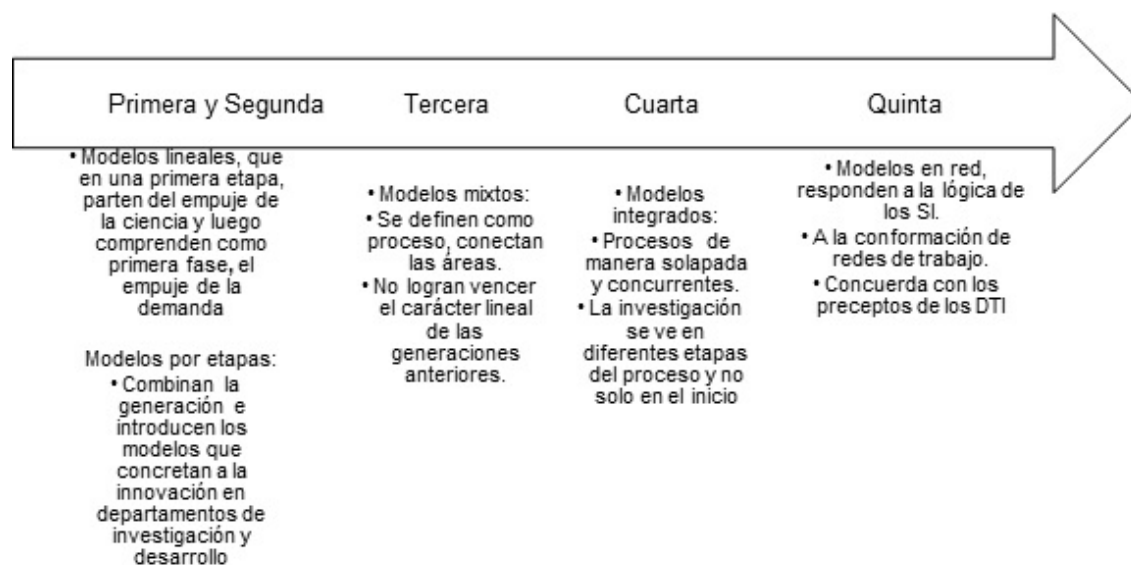 Primera y Segunda
Tercera
Cuarta
Quinta
• Modelos lineales, que
en una primera etapa,
parten del empuje de
la ciencia y luego
comprenden como
primera fase, el
empuje de la
demanda
Modelos por etapas:
• Combinan la
generación e
introducen los
modelos que
concretan a la
innovación en
departamentos de
investigación y
desarrollo
• Modelos mixtos:
• Se definen como
proceso, conectan
las áreas.
• No logran vencer
el carácter lineal
de las
generaciones
anteriores.
• Modelos
integrados:
• Procesos de
manera solapada
y concurrentes.
• La investigación
se ve en
diferentes etapas
del proceso y no
solo en el inicio
• Modelos en red,
responden a la lógica de
los SI.
• A la conformación de
redes de trabajo.
• Concuerda con los
preceptos de los DTI